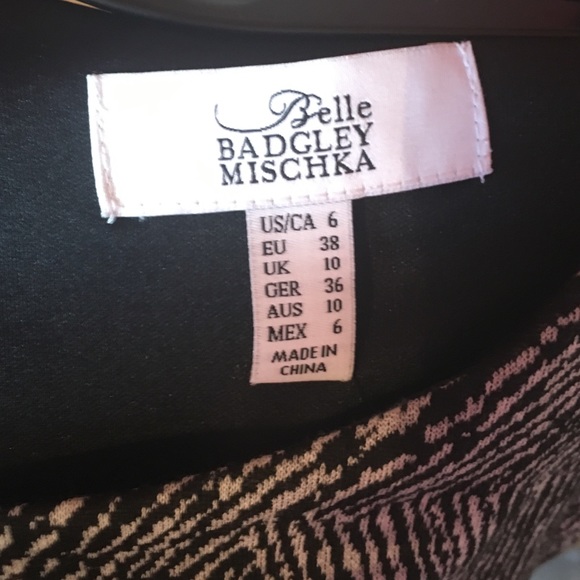 Belle
BADGLEY
MISCHKA
US/CA 6
EU 38
UK 10
GER 36
AUS 10
MEX 6
MADE IN
CHINA